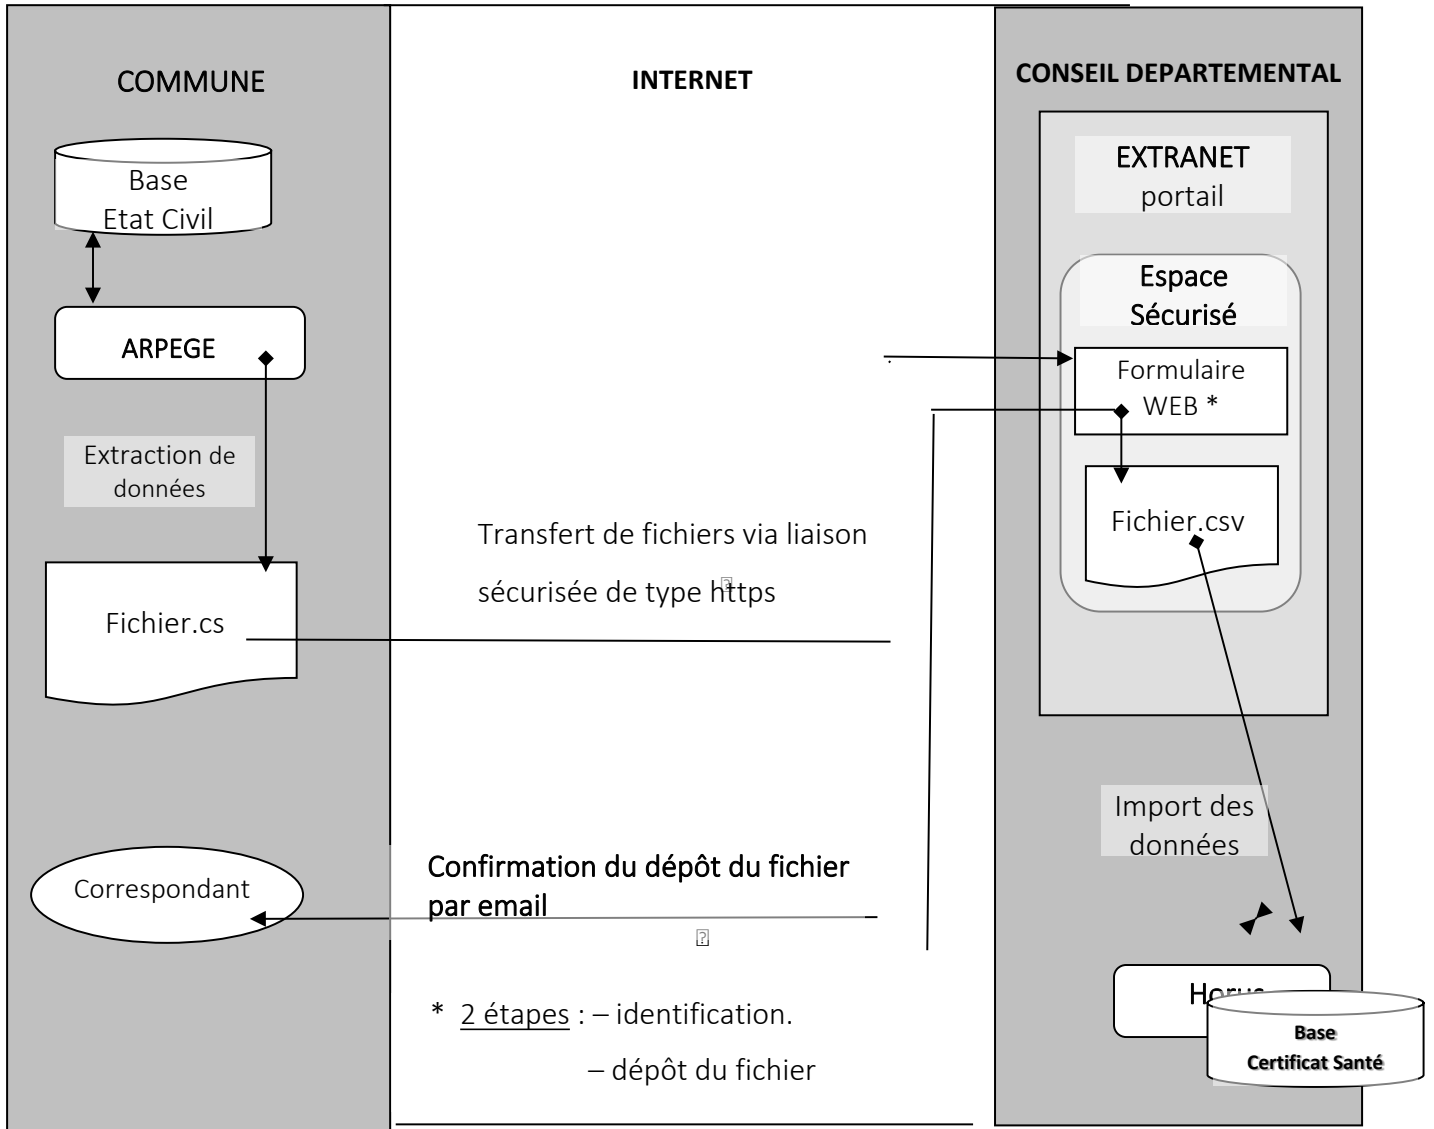 COMMUNE
Base
Etat Civil
ARPEGE
Extraction de
données
Fichier.cs
Correspondant
INTERNET
Transfert de fichiers via liaison
sécurisée de type https
Confirmation du dépôt du fichier
par email
* 2 étapes : – identification.
– dépôt du fichier
CONSEIL DEPARTEMENTAL
EXTRANET
portail
Espace
Sécurisé
Formulaire
WEB *
Fichier.csv
Import des
données
Horus
Base
Certificat Santé